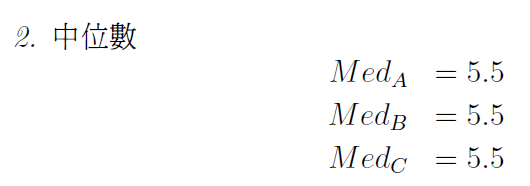 2. 中位數
Med_A = 5.5
Med_B = 5.5
Med_C = 5.5